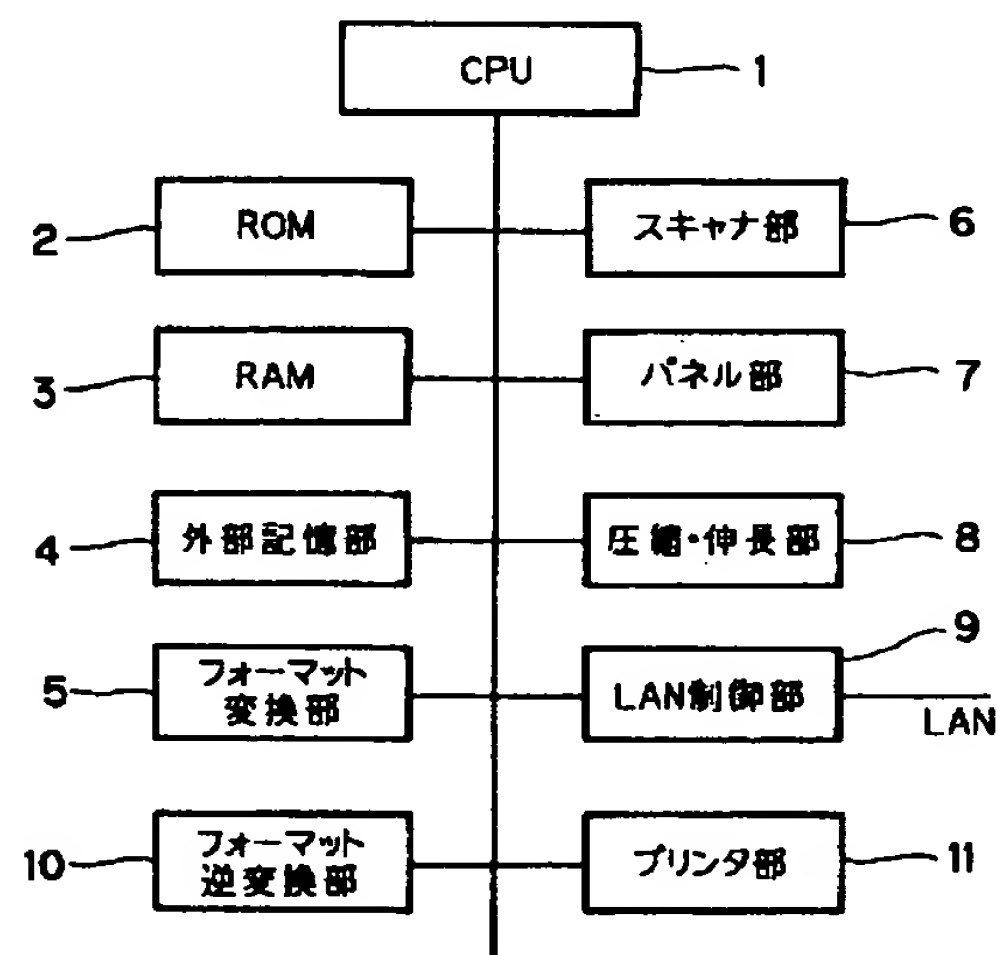 CPU
1
ROM
2
スキャナ部
6
RAM
3
パネル部
7
外部記憶部
4
圧縮・伸長部
8
フォーマット
変換部
5
LAN制御部
9
LAN
フォーマット
逆変換部
10
プリンタ部
11